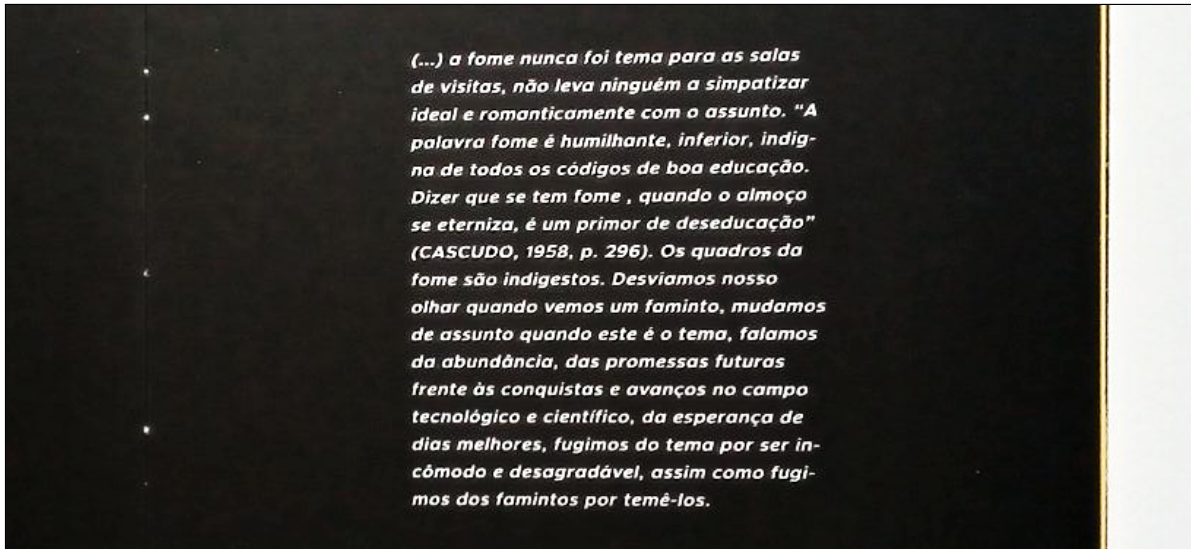 (...) a fome nunca foi tema para as salas
de visitas, não leva ninguém a simpatizar
ideal e romanticamente com o assunto. “A
palavra fome é humilhante, inferior, indig-
na de todos os códigos de boa educação.
Dizer que se tem fome , quando o almoço
se eterniza, é um primor de deseducação”
(CASCUDO, 1958, p. 296). Os quadros da
fome são indigestos. Desviamos nosso
olhar quando vemos um faminto, mudamos
de assunto quando este é o tema, falamos
da abundância, das promessas futuras
frente às conquistas e avanços no campo
tecnológico e científico, da esperança de
dias melhores, fugimos do tema por ser in-
cômodo e desagradável, assim como fugi-
mos dos famintos por temê-los.